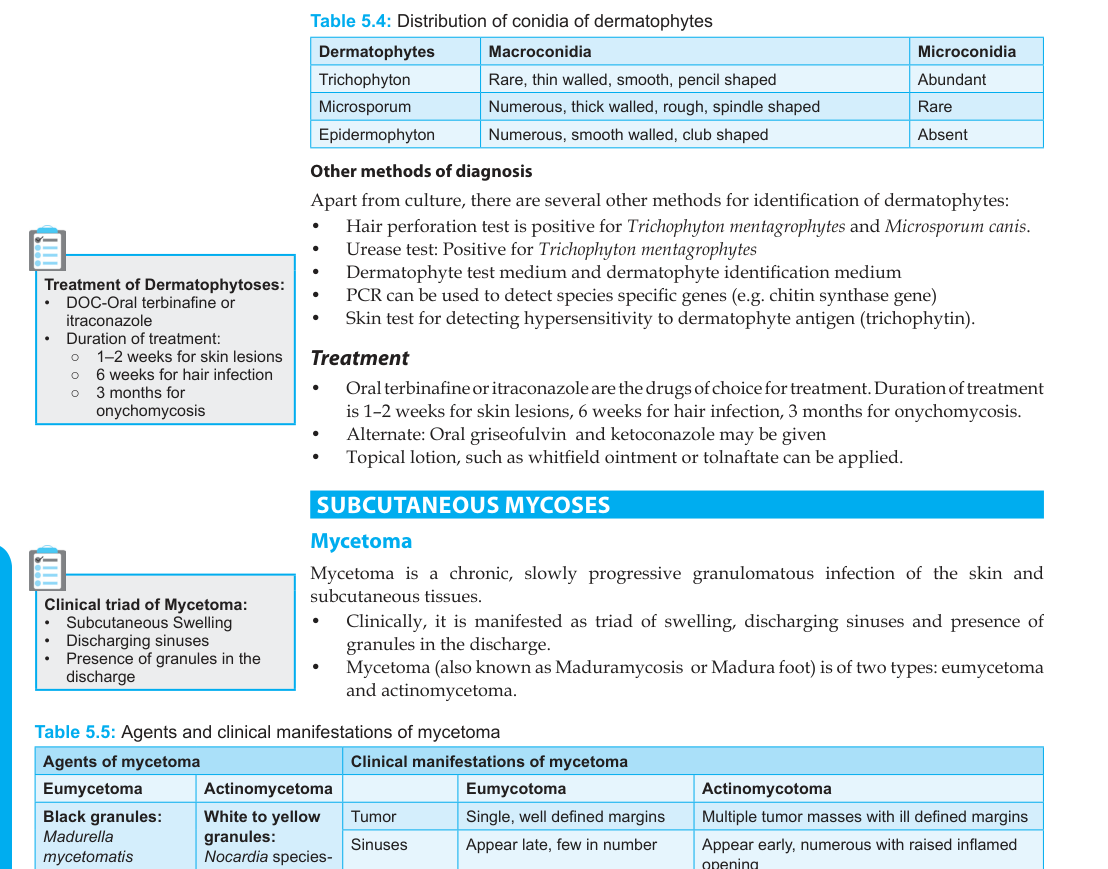 Table 5.4: Distribution of conidia of dermatophytes
Dermatophytes Macroconidia Microconidia
Trichophyton Rare, thin walled, smooth, pencil shaped Abundant
Microsporum Numerous, thick walled, rough, spindle shaped Rare
Epidermophyton Numerous, smooth walled, club shaped Absent
Other methods of diagnosis
Apart from culture, there are several other methods for identification of dermatophytes:
• Hair perforation test is positive for Trichophyton mentagrophytes and Microsporum canis.
• Urease test: Positive for Trichophyton mentagrophytes
• Dermatophyte test medium and dermatophyte identification medium
• PCR can be used to detect species specific genes (e.g. chitin synthase gene)
• Skin test for detecting hypersensitivity to dermatophyte antigen (trichophytin).
Treatment of Dermatophytoses:
• DOC-Oral terbinafine or
itraconazole
• Duration of treatment:
○ 1–2 weeks for skin lesions
○ 6 weeks for hair infection
○ 3 months for
onychomycosis
Treatment
• Oral terbinafine or itraconazole are the drugs of choice for treatment. Duration of treatment
is 1–2 weeks for skin lesions, 6 weeks for hair infection, 3 months for onychomycosis.
• Alternate: Oral griseofulvin and ketoconazole may be given
• Topical lotion, such as whitfield ointment or tolnaftate can be applied.
SUBCUTANEOUS MYCOSES
Mycetoma
Mycetoma is a chronic, slowly progressive granulomatous infection of the skin and
subcutaneous tissues.
• Clinically, it is manifested as triad of swelling, discharging sinuses and presence of
granules in the discharge.
• Mycetoma (also known as Maduramycosis or Madura foot) is of two types: eumycetoma
and actinomycetoma.
Clinical triad of Mycetoma:
• Subcutaneous Swelling
• Discharging sinuses
• Presence of granules in the
discharge
Table 5.5: Agents and clinical manifestations of mycetoma
Agents of mycetoma Clinical manifestations of mycetoma
Eumycetoma Actinomycetoma Eumycotoma Actinomycotoma
Black granules:
Madurella
mycetomatis
White to yellow
granules:
Nocardia species-
Tumor Single, well defined margins Multiple tumor masses with ill defined margins
Sinuses Appear late, few in number Appear early, numerous with raised inflamed
opening